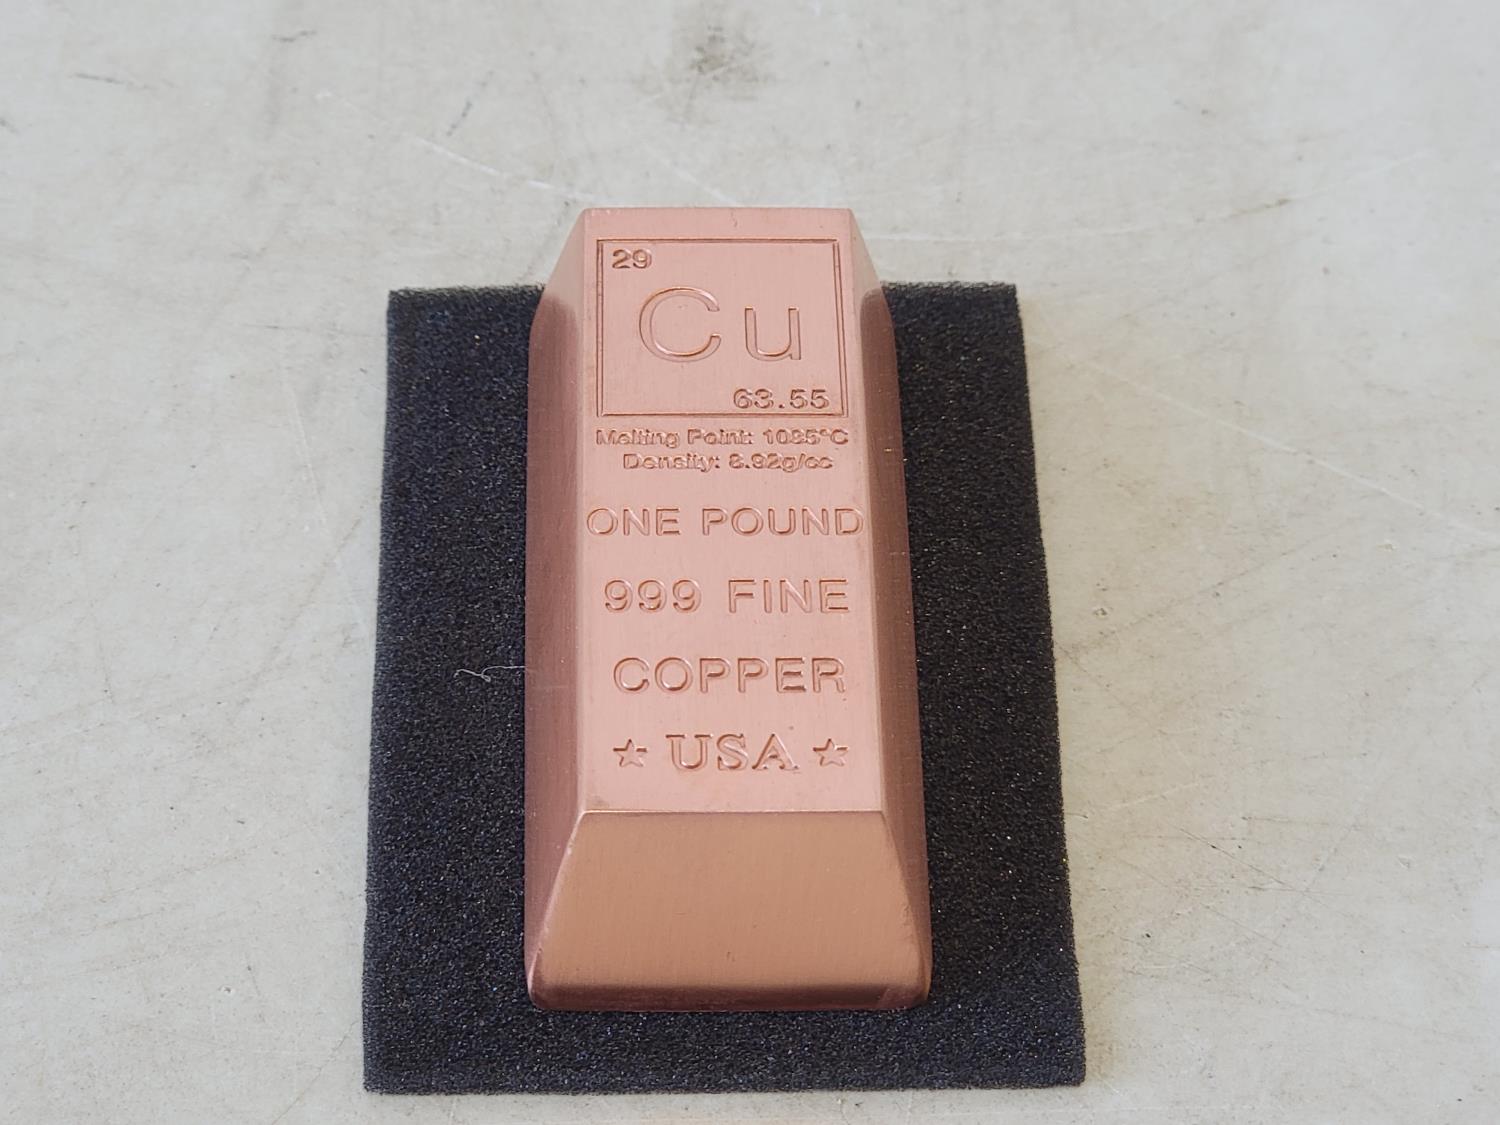 29
Cu
63.55
Melting Point: 1085°C
Density: 8.92g/cc
ONE POUND
999 FINE
COPPER
☆ USA ☆